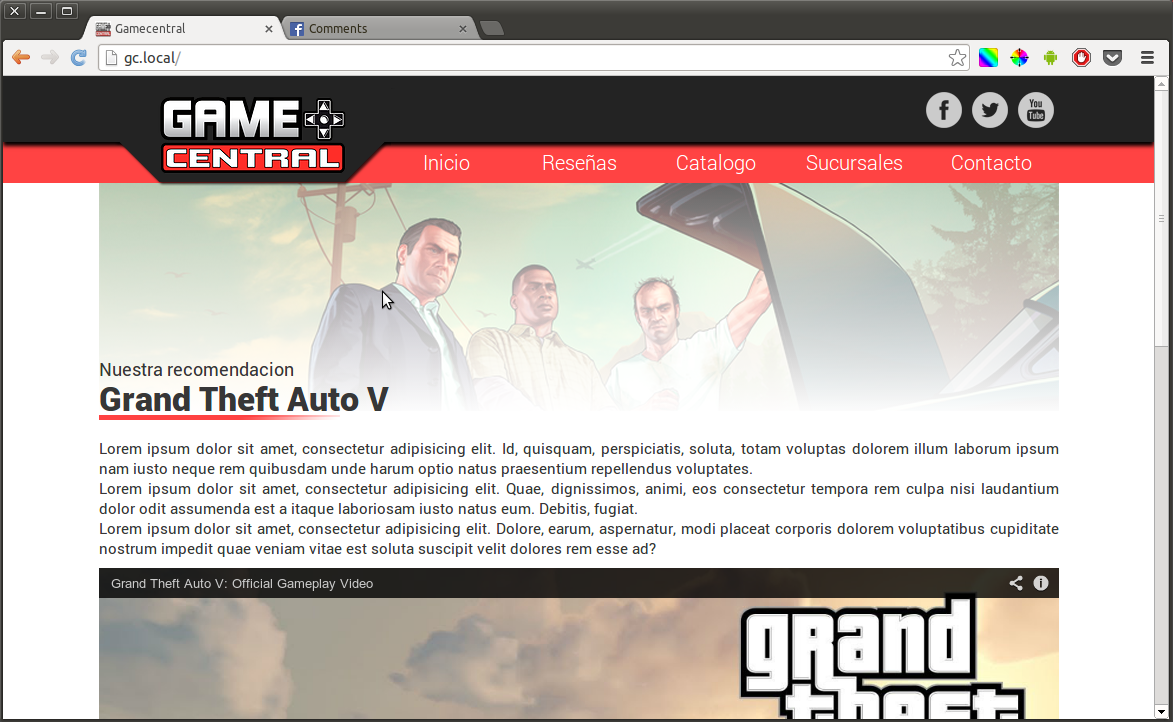 Gamecentral
Comments
gc.local/
GAME
CENTRAL
You
Tube
Inicio Reseñas Catalogo Sucursales Contacto
Nuestra recomendacion
Grand Theft Auto V
Lorem ipsum dolor sit amet, consectetur adipisicing elit. Id, quisquam, perspiciatis, soluta, totam voluptas dolorem illum laborum ipsum
nam iusto neque rem quibusdam unde harum optio natus praesentium repellendus voluptates.
Lorem ipsum dolor sit amet, consectetur adipisicing elit. Quae, dignissimos, animi, eos consectetur tempora rem culpa nisi laudantium
dolor odit assumenda est a itaque laboriosam iusto natus eum. Debitis, fugiat.
Lorem ipsum dolor sit amet, consectetur adipisicing elit. Dolore, earum, aspernatur, modi placeat corporis dolorem voluptatibus cupiditate
nostrum impedit quae veniam vitae est soluta suscipit velit dolores rem esse ad?
Grand Theft Auto V: Official Gameplay Video
grand
theft